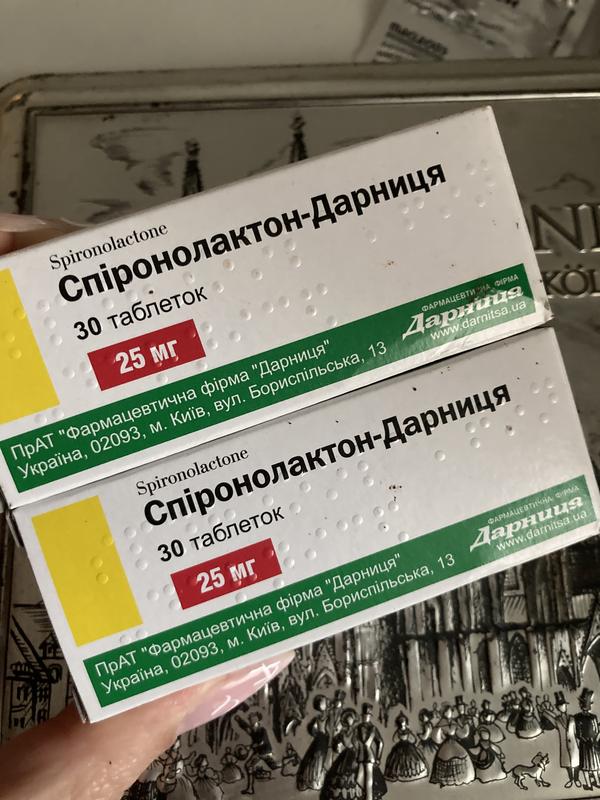 Spironolactone
Спіронолактон-Дарниця
30 таблеток
25 мг
ФАРМАЦЕВТИЧНА ФІРМА
Дарниця
www.darnitsa.ua
ПрАТ "Фармацевтична фірма "Дарниця"
Україна, 02093, м. Київ, вул. Бориспільська, 13
Spironolactone
Спіронолактон-Дарниця
30 таблеток
25 мг
ФАРМАЦЕВТИЧНА ФІРМА
Дарниця
www.darnitsa.ua
ПрАТ "Фармацевтична фірма "Дарниця"
Україна, 02093, м. Київ, вул. Бориспільська, 13